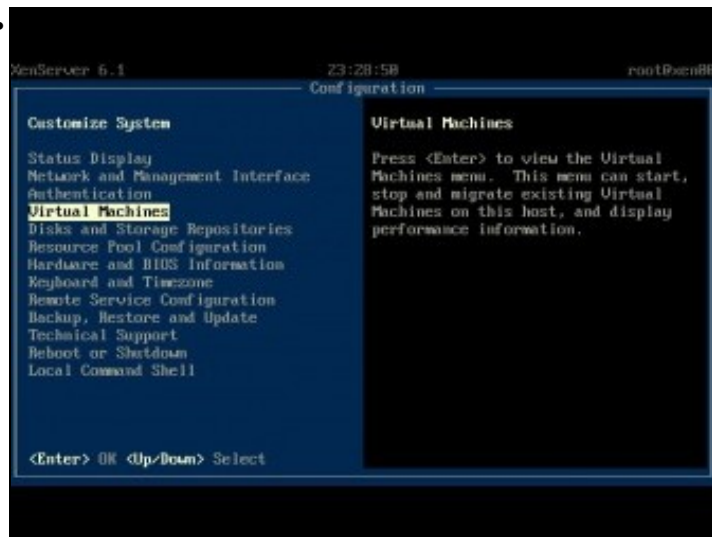 XenServer 6.1 23:28:50 root@xen00
Configuration
Customize System
Status Display
Network and Management Interface
Authentication
Virtual Machines
Disks and Storage Repositories
Resource Pool Configuration
Hardware and BIOS Information
Keyboard and Timezone
Remote Service Configuration
Backup, Restore and Update
Technical Support
Reboot or Shutdown
Local Command Shell
<Enter> OK <Up/Down> Select
Virtual Machines
Press <Enter> to view the Virtual
Machines menu. This menu can start,
stop and migrate existing Virtual
Machines on this host, and display
performance information.